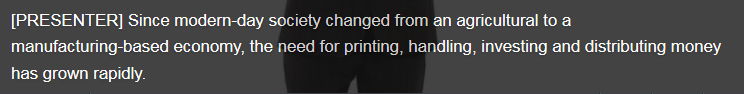 [PRESENTER] Since modern-day society changed from an agricultural to a
manufacturing-based economy, the need for printing, handling, investing and distributing money
has grown rapidly.